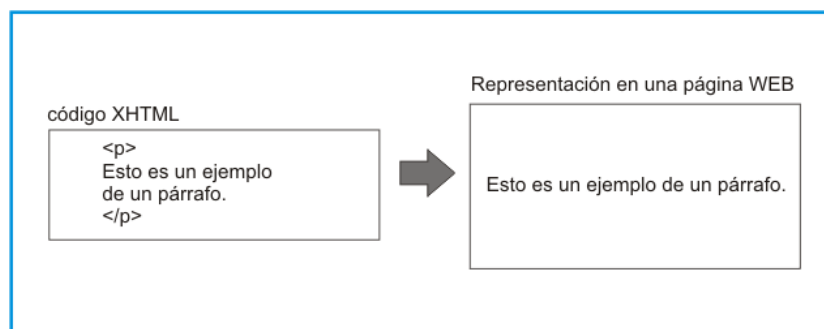 código XHTML
<p>
Esto es un ejemplo
de un párrafo.
</p>
Representación en una página WEB
Esto es un ejemplo de un párrafo.